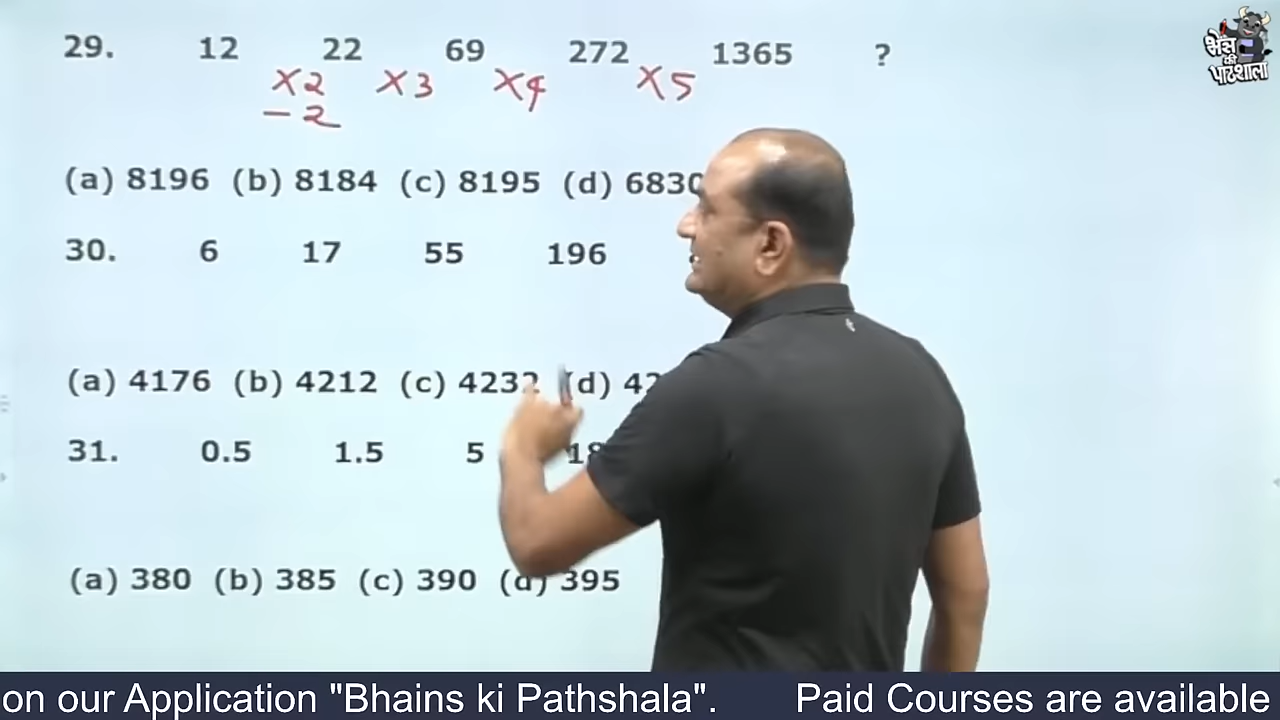 भैंस
की
पाठशाला
29. 12 22 69 272 1365 ?
×2 ×3 ×4 ×5
-2
(a) 8196 (b) 8184 (c) 8195 (d) 6830
30. 6 17 55 196
(a) 4176 (b) 4212 (c) 4232 (d)
31. 0.5 1.5 5
(a) 380 (b) 385 (c) 390 (d) 395
on our Application "Bhains ki Pathshala". Paid Courses are available